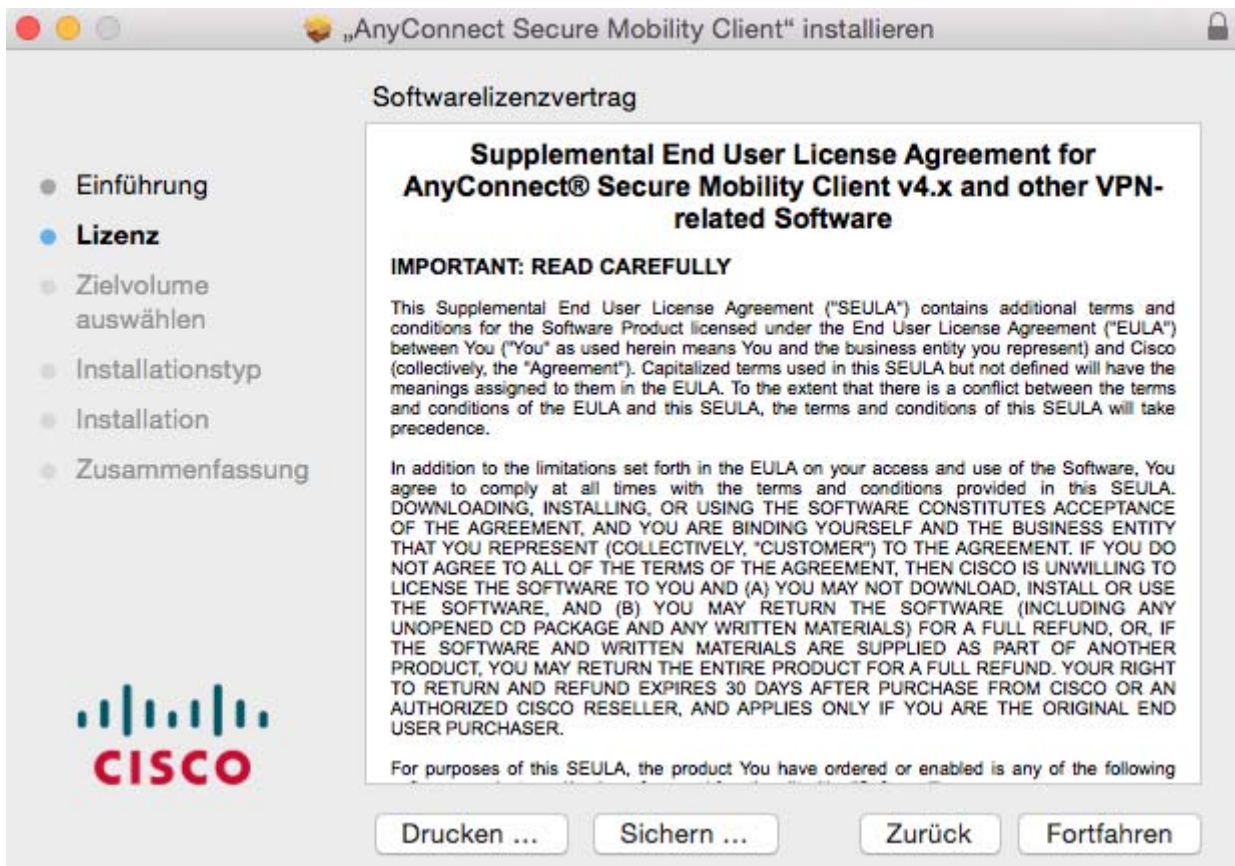 „AnyConnect Secure Mobility Client“ installieren
Softwarelizenzvertrag
Einführung
Lizenz
Zielvolume
auswählen
Installationstyp
Installation
Zusammenfassung
CISCO
Supplemental End User License Agreement for
AnyConnect® Secure Mobility Client v4.x and other VPN-
related Software
IMPORTANT: READ CAREFULLY
This Supplemental End User License Agreement ("SEULA") contains additional terms and
conditions for the Software Product licensed under the End User License Agreement ("EULA")
between You ("You" as used herein means You and the business entity you represent) and Cisco
(collectively, the "Agreement"). Capitalized terms used in this SEULA but not defined will have the
meanings assigned to them in the EULA. To the extent that there is a conflict between the terms
and conditions of the EULA and this SEULA, the terms and conditions of this SEULA will take
precedence.
In addition to the limitations set forth in the EULA on your access and use of the Software, You
agree to comply at all times with the terms and conditions provided in this SEULA.
DOWNLOADING, INSTALLING, OR USING THE SOFTWARE CONSTITUTES ACCEPTANCE
OF THE AGREEMENT, AND YOU ARE BINDING YOURSELF AND THE BUSINESS ENTITY
THAT YOU REPRESENT (COLLECTIVELY, "CUSTOMER") TO THE AGREEMENT. IF YOU DO
NOT AGREE TO ALL OF THE TERMS OF THE AGREEMENT, THEN CISCO IS UNWILLING TO
LICENSE THE SOFTWARE TO YOU AND (A) YOU MAY NOT DOWNLOAD, INSTALL OR USE
THE SOFTWARE, AND (B) YOU MAY RETURN THE SOFTWARE (INCLUDING ANY
UNOPENED CD PACKAGE AND ANY WRITTEN MATERIALS) FOR A FULL REFUND, OR, IF
THE SOFTWARE AND WRITTEN MATERIALS ARE SUPPLIED AS PART OF ANOTHER
PRODUCT, YOU MAY RETURN THE ENTIRE PRODUCT FOR A FULL REFUND. YOUR RIGHT
TO RETURN AND REFUND EXPIRES 30 DAYS AFTER PURCHASE FROM CISCO OR AN
AUTHORIZED CISCO RESELLER, AND APPLIES ONLY IF YOU ARE THE ORIGINAL END
USER PURCHASER.
For purposes of this SEULA, the product You have ordered or enabled is any of the following
Drucken ...
Sichern ...
Zurück
Fortfahren